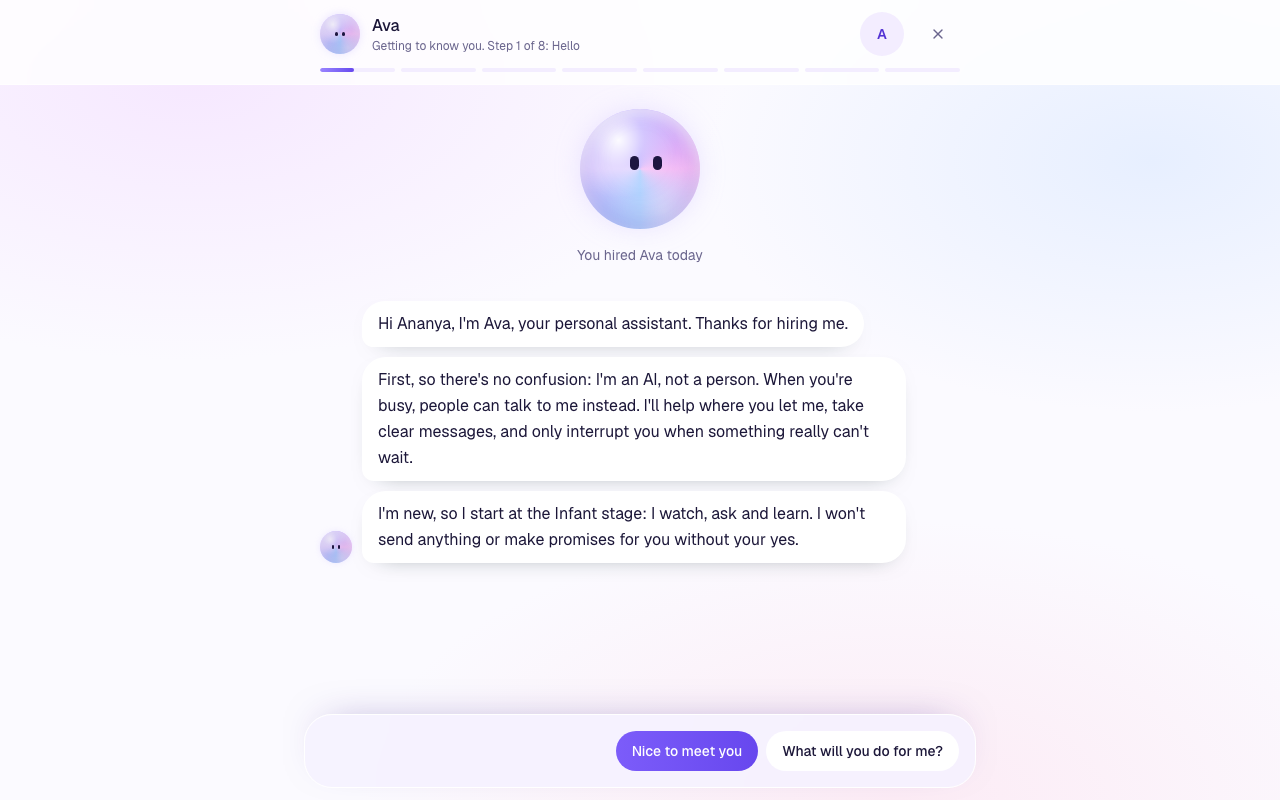 Ava
Getting to know you. Step 1 of 8: Hello
A
You hired Ava today
Hi Ananya, I'm Ava, your personal assistant. Thanks for hiring me.
First, so there's no confusion: I'm an AI, not a person. When you're
busy, people can talk to me instead. I'll help where you let me, take
clear messages, and only interrupt you when something really can't
wait.
I'm new, so I start at the Infant stage: I watch, ask and learn. I won't
send anything or make promises for you without your yes.
Nice to meet you
What will you do for me?